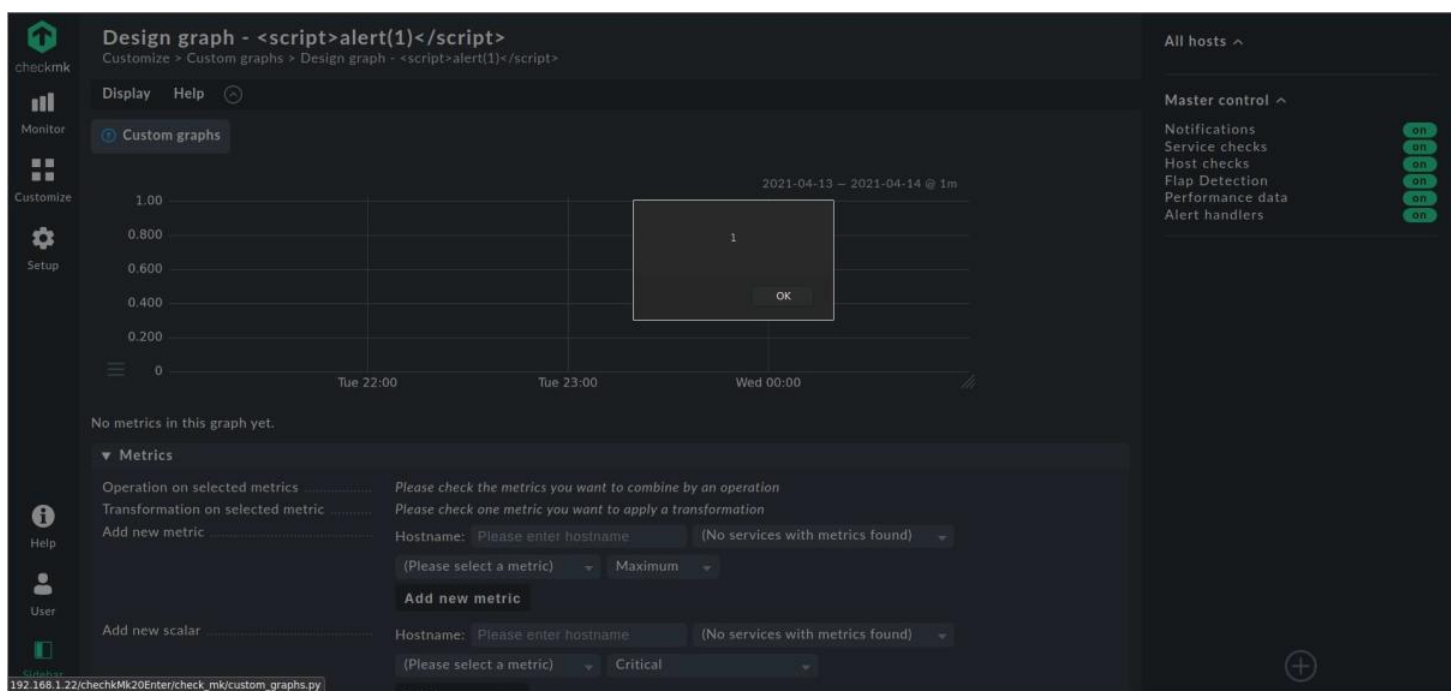 checkmk
Monitor
Customize
Setup
Help
User
Sidebar
Design graph - <script>alert(1)</script>
Customize > Custom graphs > Design graph - <script>alert(1)</script>
Display Help
Custom graphs
2021-04-13 — 2021-04-14 @ 1m
1.00
0.800
0.600
0.400
0.200
0
Tue 22:00 Tue 23:00 Wed 00:00
1
OK
No metrics in this graph yet.
Metrics
Operation on selected metrics Please check the metrics you want to combine by an operation
Transformation on selected metric Please check one metric you want to apply a transformation
Add new metric Hostname: Please enter hostname (No services with metrics found)
(Please select a metric) Maximum
Add new metric
Add new scalar Hostname: Please enter hostname (No services with metrics found)
(Please select a metric) Critical
192.168.1.22/chechkMk20Enter/check_mk/custom_graphs.py
All hosts
Master control
Notifications on
Service checks on
Host checks on
Flap Detection on
Performance data on
Alert handlers on